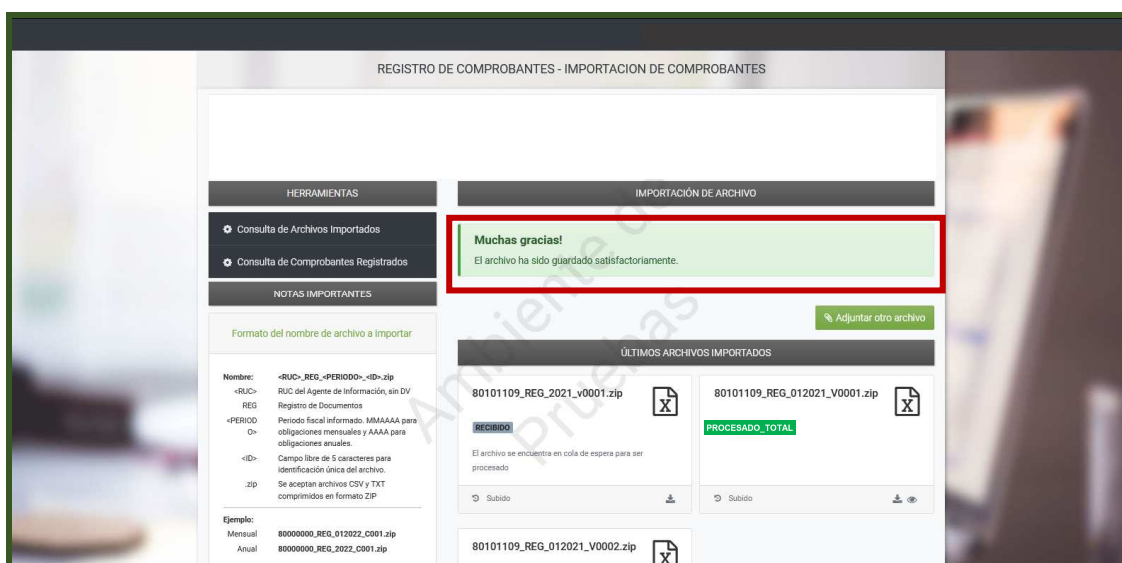 REGISTRO DE COMPROBANTES - IMPORTACION DE COMPROBANTES
HERRAMIENTAS
Consulta de Archivos Importados
Consulta de Comprobantes Registrados
NOTAS IMPORTANTES
Formato del nombre de archivo a importar
Nombre: <RUC>_REG_<PERIODO>_<ID>.zip
<RUC> RUC del Agente de Información, sin DV
REG Registro de Documentos
<PERIOD Periodo fiscal informado. MMAAAA para
O> obligaciones mensuales y AAAA para
obligaciones anuales.
<ID> Campo libre de 5 caracteres para
identificación única del archivo.
.zip Se aceptan archivos CSV y TXT
comprimidos en formato ZIP
Ejemplo:
Mensual 80000000_REG_012022_C001.zip
Anual 80000000_REG_2022_C001.zip
IMPORTACIÓN DE ARCHIVO
Muchas gracias!
El archivo ha sido guardado satisfactoriamente.
Adjuntar otro archivo
ÚLTIMOS ARCHIVOS IMPORTADOS
80101109_REG_2021_v0001.zip
RECIBIDO
El archivo se encuentra en cola de espera para ser
procesado
Subido
80101109_REG_012021_V0001.zip
PROCESADO_TOTAL
Subido
80101109_REG_012021_V0002.zip
Ambiente de
Pruebas